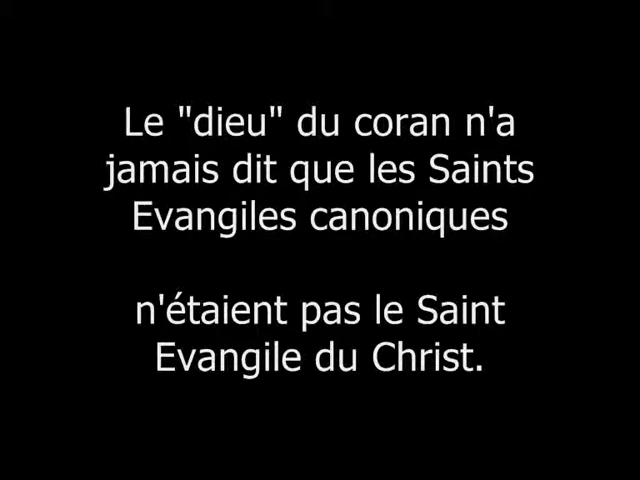 Le "dieu" du coran n'a
jamais dit que les Saints
Evangiles canoniques
n'étaient pas le Saint
Evangile du Christ.